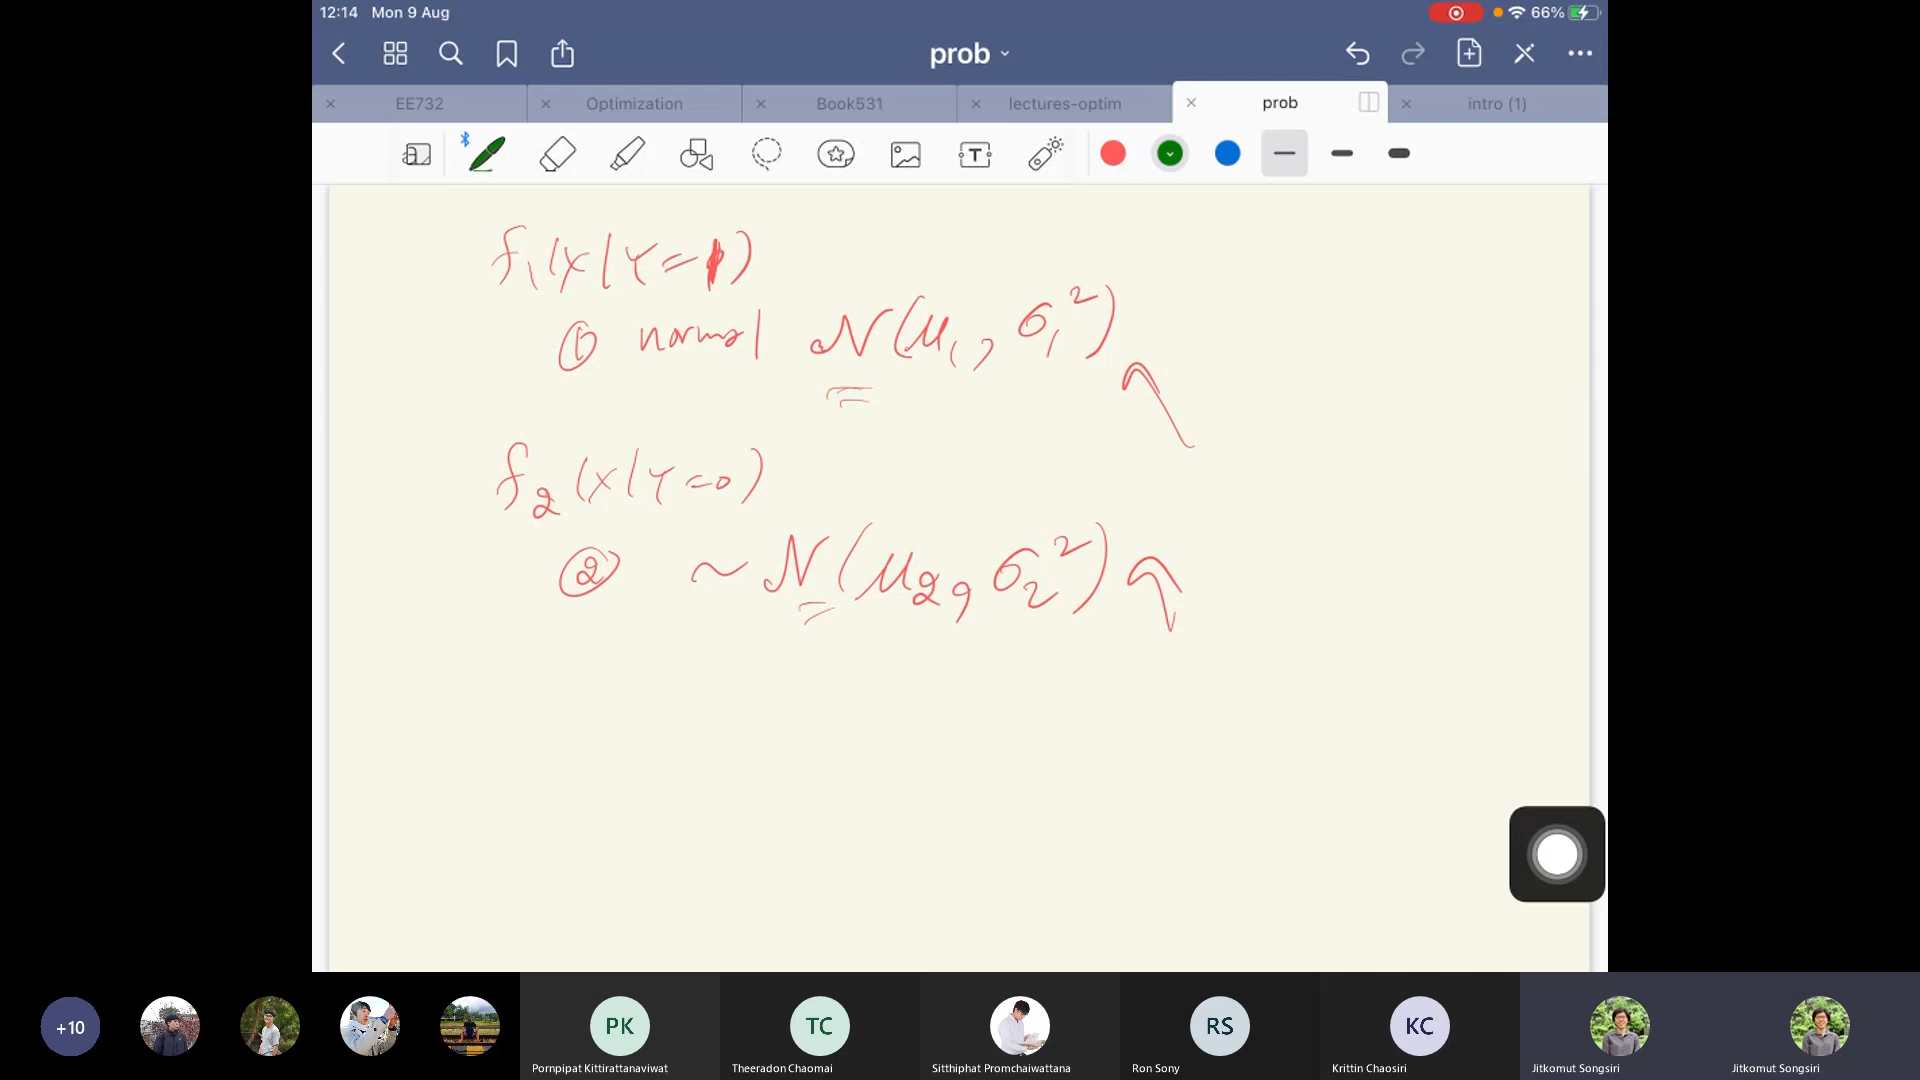 12:14 Mon 9 Aug 66%
prob
EE732 Optimization Book531 lectures-optim prob intro (1)
f₁(X|Y=1)
① normal N(μ₁, σ₁²)
f₂(X|Y=0)
② ~ N(μ₂, σ₂²)
+10 PK TC RS KC
Pornpipat Kittirattanaviwat Theeradon Chaomai Sitthiphat Promchaiwattana Ron Sony Krittin Chaosiri Jitkomut Songsiri Jitkomut Songsiri